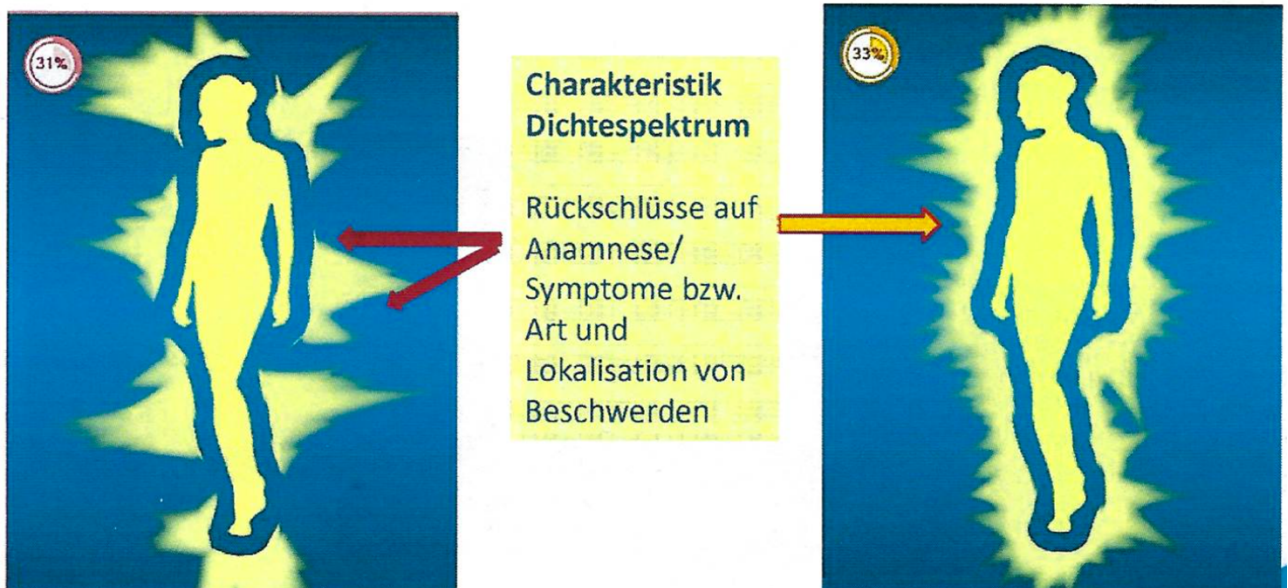 31%
Charakteristik
Dichtespektrum
Rückschlüsse auf
Anamnese/
Symptome bzw.
Art und
Lokalisation von
Beschwerden
33%